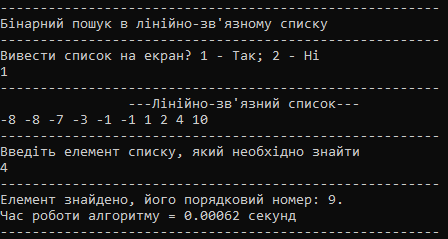 Бінарний пошук в лінійно-зв'язному списку
Вивести список на екран? 1 - Так; 2 - Ні
1
---Лінійно-зв'язний список---
-8 -8 -7 -3 -1 -1 1 2 4 10
Введіть елемент списку, який необхідно знайти
4
Елемент знайдено, його порядковий номер: 9.
Час роботи алгоритму = 0.00062 секунд